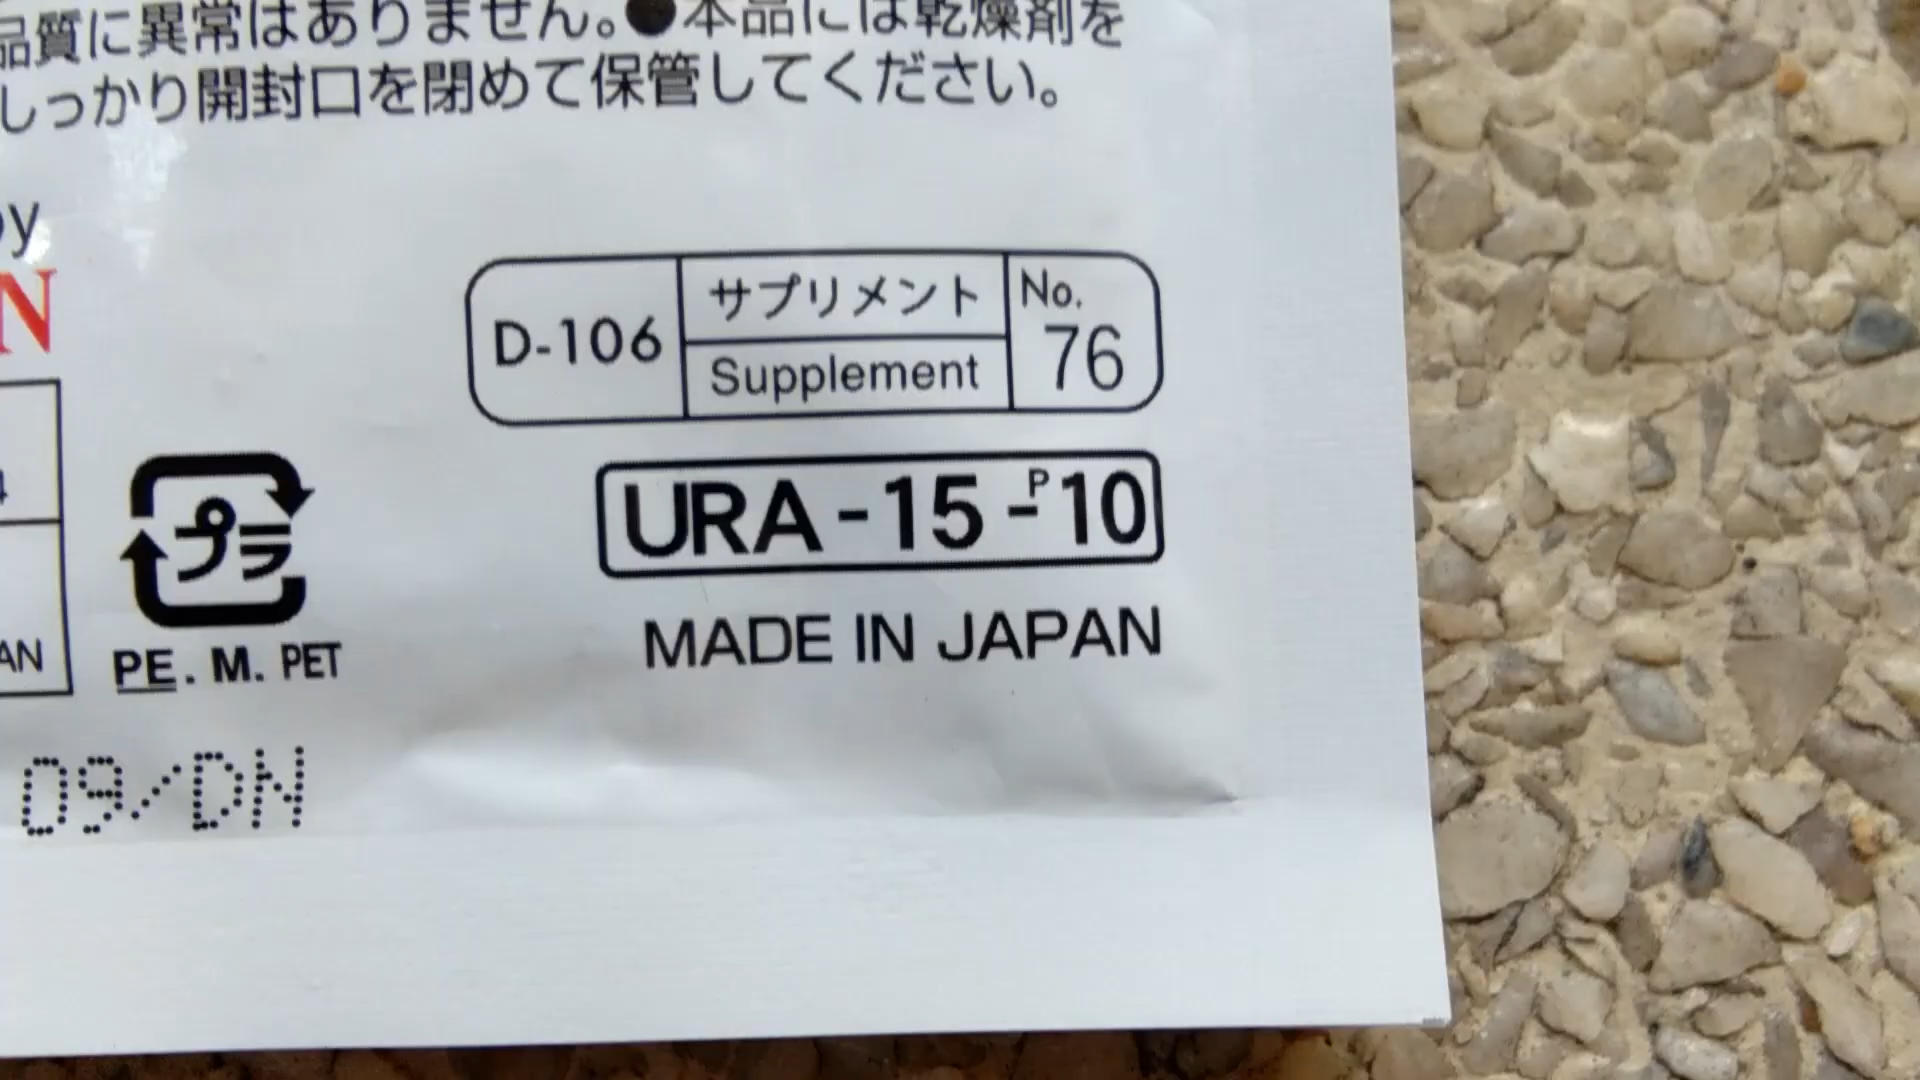 品質に異常はありません。●本品には乾燥剤を
しっかり開封口を閉めて保管してください。
N
D-106
サプリメント
Supplement
No.
76
URA-15-P10
プラ
MADE IN JAPAN
PE. M. PET
09/DN